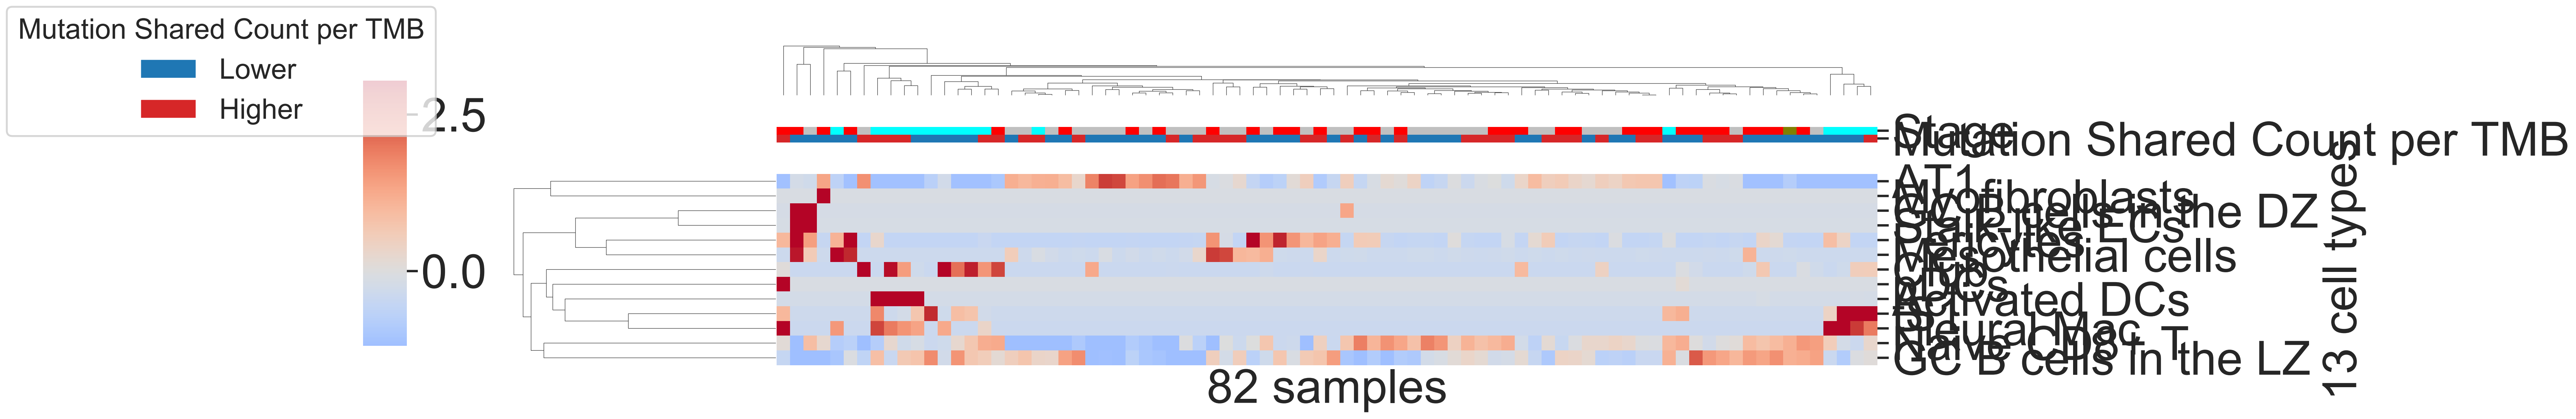 Mutation Shared Count per TMB
Lower
Higher
2.5
0.0
Stage
Mutation Shared Count per TMB
AT1
Myofibroblasts
GC B cells in the DZ
Stalk-like ECs
Pericytes
Mesothelial cells
pDCs
Activated DCs
Pleural Mac
Naive CD8+ T
GC B cells in the LZ
13 cell types
82 samples